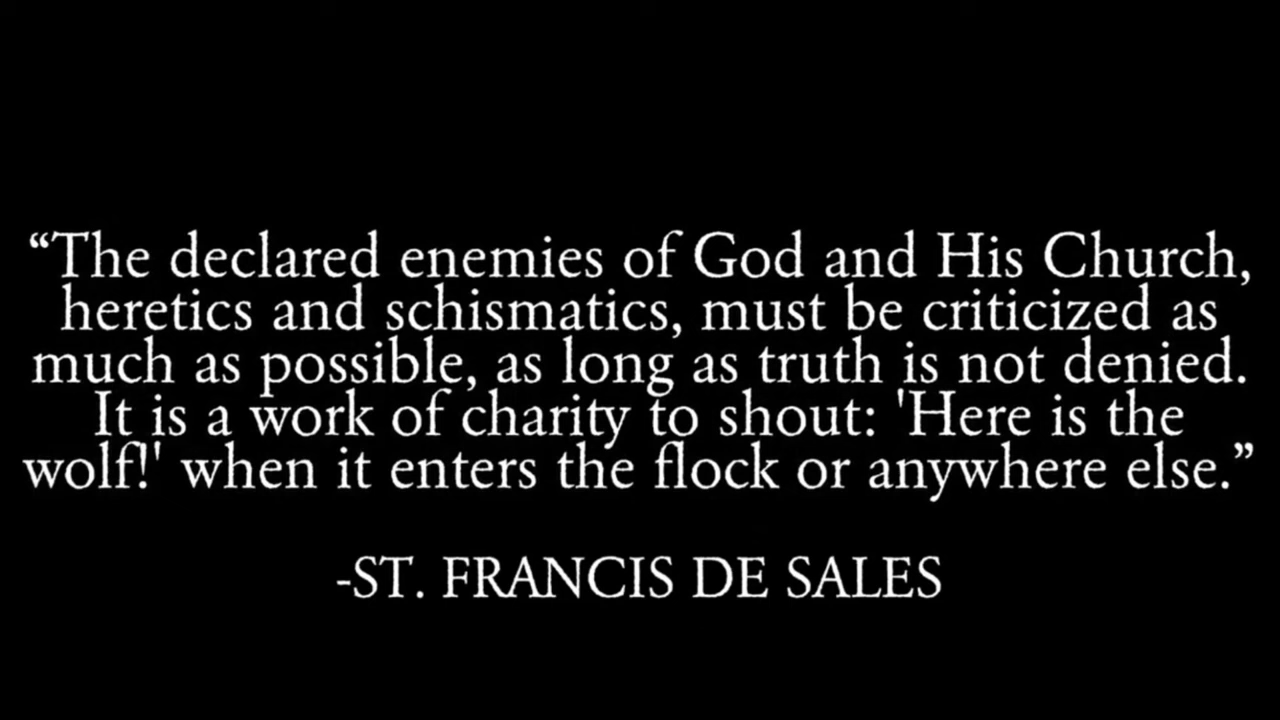 “The declared enemies of God and His Church,
heretics and schismatics, must be criticized as
much as possible, as long as truth is not denied.
It is a work of charity to shout: 'Here is the
wolf!' when it enters the flock or anywhere else.”
-ST. FRANCIS DE SALES